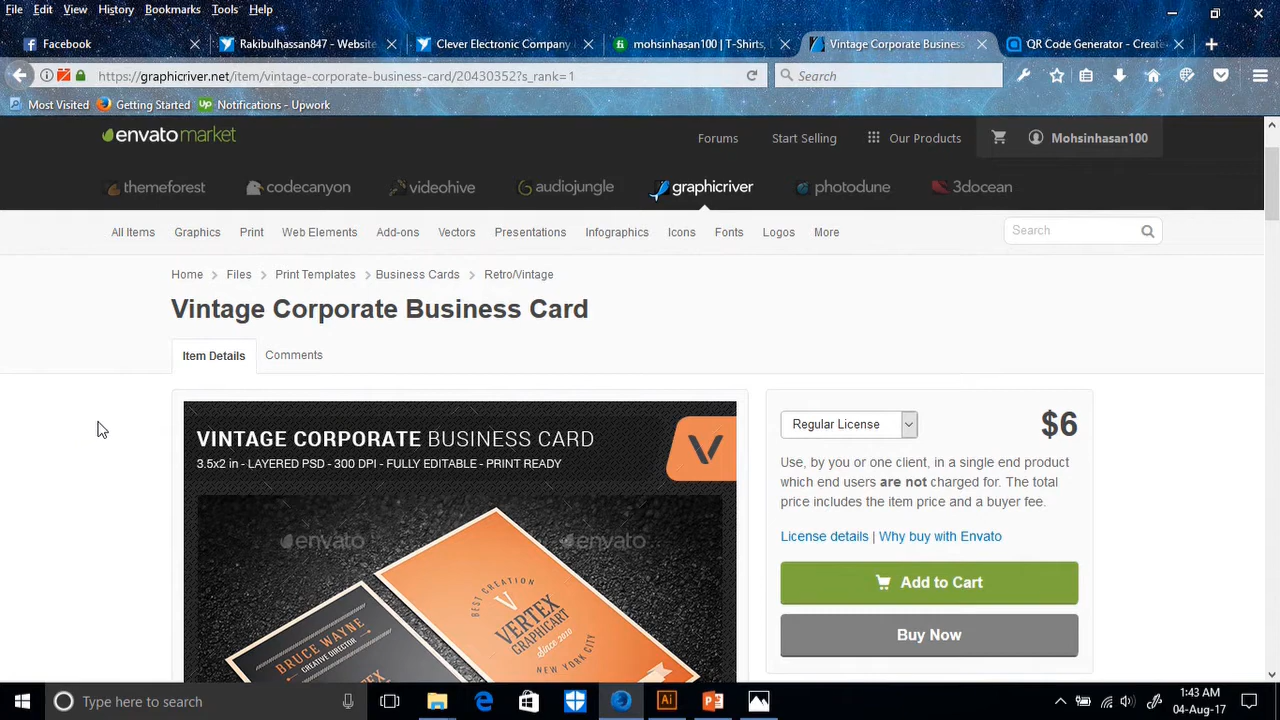 File Edit View History Bookmarks Tools Help
Facebook
Rakibulhassan847 - Website
Clever Electronic Company
mohsinhasan100 | T-Shirts,
Vintage Corporate Business
QR Code Generator - Create
https://graphicriver.net/item/vintage-corporate-business-card/20430352?s_rank=1
Search
Most Visited Getting Started Notifications - Upwork
envatomarket
Forums Start Selling Our Products Mohsinhasan100
themeforest codecanyon videohive audiojungle graphicriver photodune 3docean
All Items Graphics Print Web Elements Add-ons Vectors Presentations Infographics Icons Fonts Logos More
Search
Home > Files > Print Templates > Business Cards > Retro/Vintage
Vintage Corporate Business Card
Item Details Comments
VINTAGE CORPORATE BUSINESS CARD
3.5x2 in - LAYERED PSD - 300 DPI - FULLY EDITABLE - PRINT READY
V
envato envato
BEST CREATION
V
VERTEX
GRAPHICART
Since 2010
NEW YORK CITY
BRUCE WAYNE
CREATIVE DIRECTOR
Regular License
$6
Use, by you or one client, in a single end product
which end users are not charged for. The total
price includes the item price and a buyer fee.
License details | Why buy with Envato
Add to Cart
Buy Now
Type here to search
1:43 AM
04-Aug-17